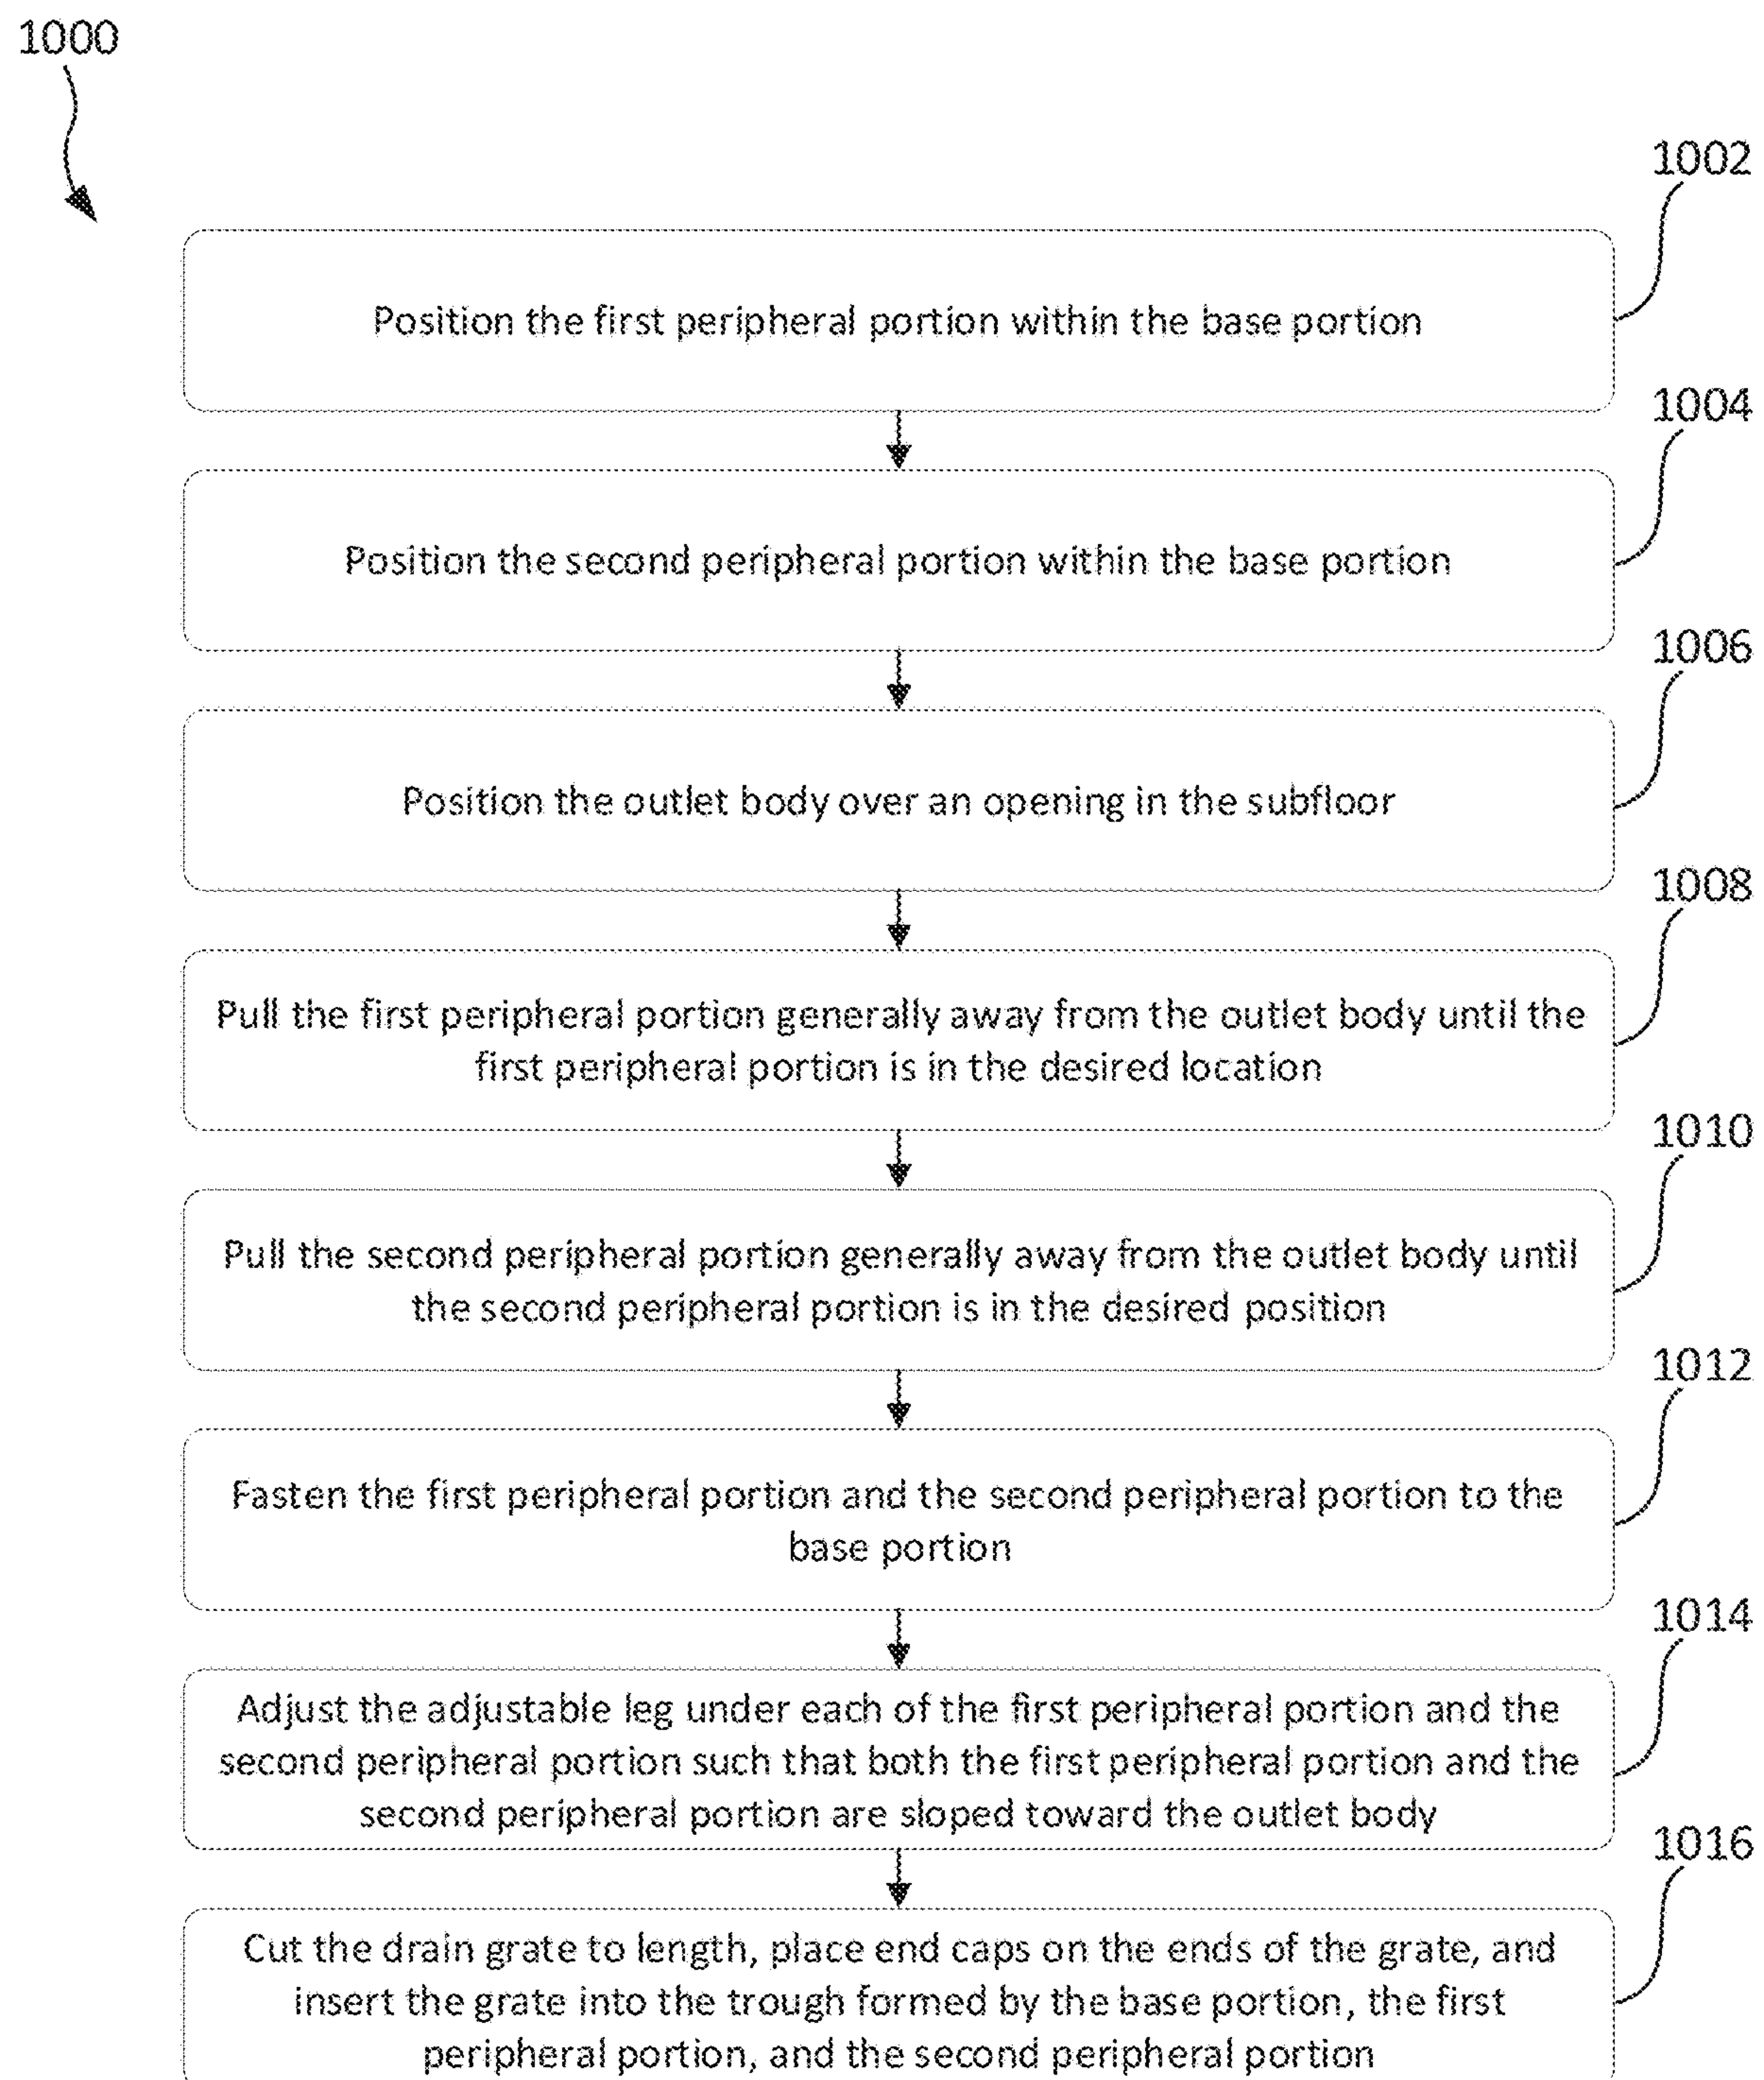 1000
1002
Position the first peripheral portion within the base portion
1004
Position the second peripheral portion within the base portion
1006
Position the outlet body over an opening in the subfloor
1008
Pull the first peripheral portion generally away from the outlet body until the
first peripheral portion is in the desired location
1010
Pull the second peripheral portion generally away from the outlet body until
the second peripheral portion is in the desired position
1012
Fasten the first peripheral portion and the second peripheral portion to the
base portion
1014
Adjust the adjustable leg under each of the first peripheral portion and the
second peripheral portion such that both the first peripheral portion and the
second peripheral portion are sloped toward the outlet body
1016
Cut the drain grate to length, place end caps on the ends of the grate, and
insert the grate into the trough formed by the base portion, the first
peripheral portion, and the second peripheral portion